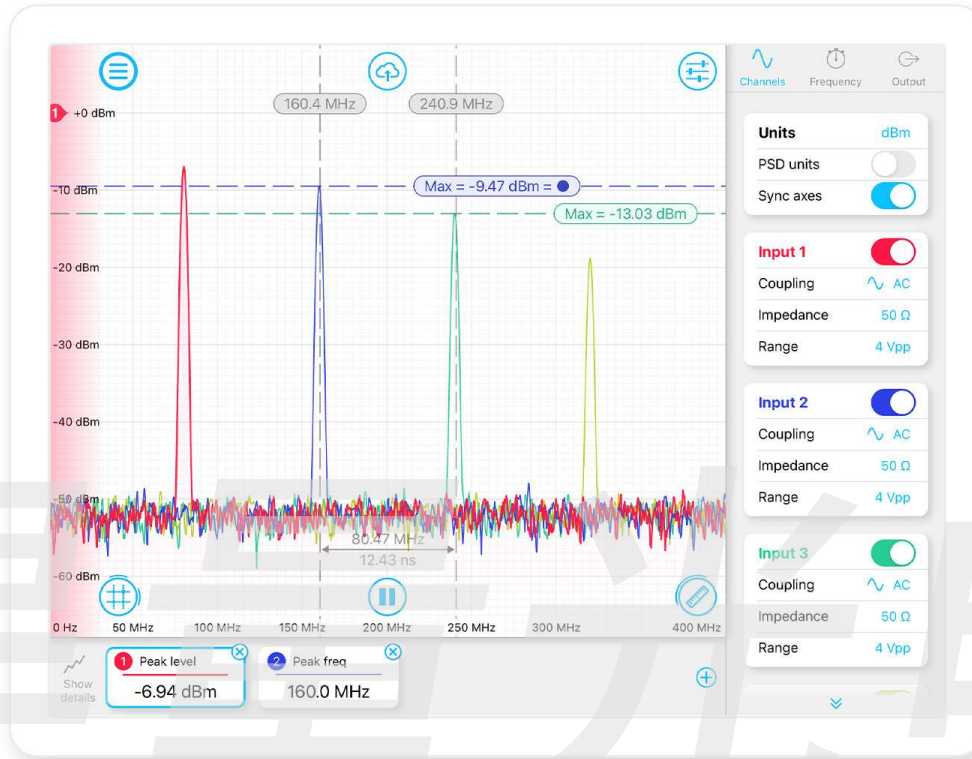 160.4 MHz
240.9 MHz
1
+0 dBm
-10 dBm
-20 dBm
-30 dBm
-40 dBm
-50 dBm
-60 dBm
Max = -9.47 dBm =
Max = -13.03 dBm
80.47 MHz
12.43 ns
0 Hz
50 MHz
100 MHz
150 MHz
200 MHz
250 MHz
300 MHz
400 MHz
Show
details
1 Peak level
-6.94 dBm
2 Peak freq
160.0 MHz
Channels
Frequency
Output
Units dBm
PSD units
Sync axes
Input 1
Coupling AC
Impedance 50 Ω
Range 4 Vpp
Input 2
Coupling AC
Impedance 50 Ω
Range 4 Vpp
Input 3
Coupling AC
Impedance 50 Ω
Range 4 Vpp